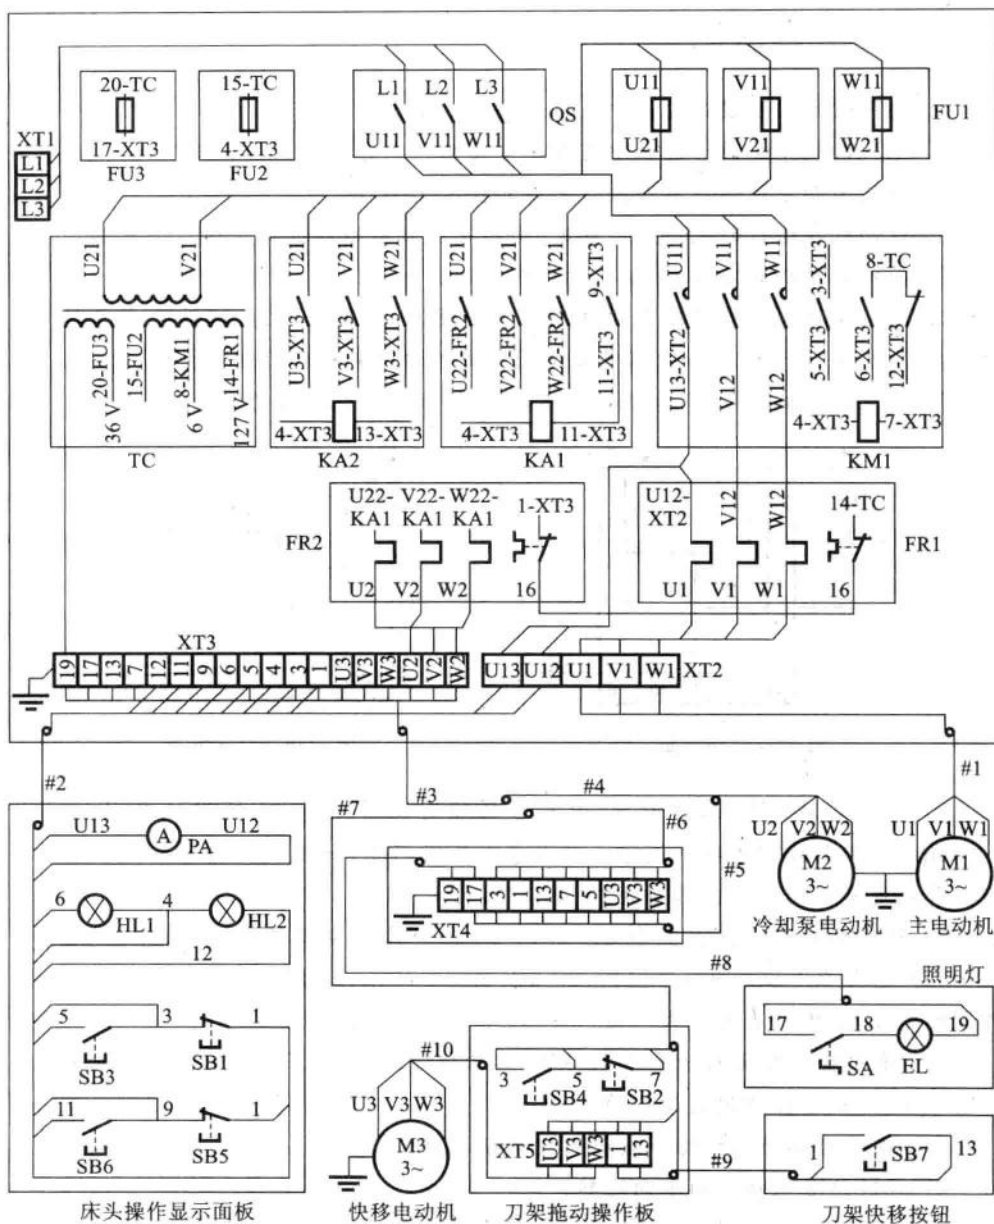 20-TC
17-XT3
FU3
15-TC
4-XT3
FU2
L1 L2 L3
U11 V11 W11
QS
U11 V11 W11
U21 V21 W21
FU1
XT1
L1
L2
L3
U21 V21
20-FU3 15-FU2 8-KM1 14-FR1
36 V 6 V 127 V
TC
U21 V21 W21
U3-XT3 V3-XT3 W3-XT3
4-XT3 13-XT3
KA2
U21 V21 W21 9-XT3
U22-FR2 V22-FR2 W22-FR2 11-XT3
4-XT3 11-XT3
KA1
U11 V11 W11 3-XT3 8-TC
U13-XT2 V12 W12 5-XT3 6-XT3 12-XT3
4-XT3 7-XT3
KM1
U22-KA1 V22-KA1 W22-KA1 1-XT3
FR2
U2 V2 W2 16
U12-XT2 V12 W12 14-TC
FR1
U1 V1 W1 16
XT3
19 17 13 7 12 11 9 6 5 4 3 1 U3 V3 W3 U2 V2 W2
U13 U12 U1 V1 W1 XT2
#2 #3 #4 #1
#7 #6 #5
U13 A U12
PA
6 HL1 4 HL2
12
5 3 1
SB3 SB1
11 9 1
SB6 SB5
床头操作显示面板
19 17 3 1 13 7 5 U3 V3 W3
XT4
U2 V2 W2
M2
3~
冷却泵电动机
U1 V1 W1
M1
3~
主电动机
#8
照明灯
17 18 19
SA EL
#10
U3 V3 W3
M3
3~
快移电动机
3 5 7
SB4 SB2
XT5 U3 V3 W3 1 13
刀架拖动操作板
#9
1 SB7 13
刀架快移按钮